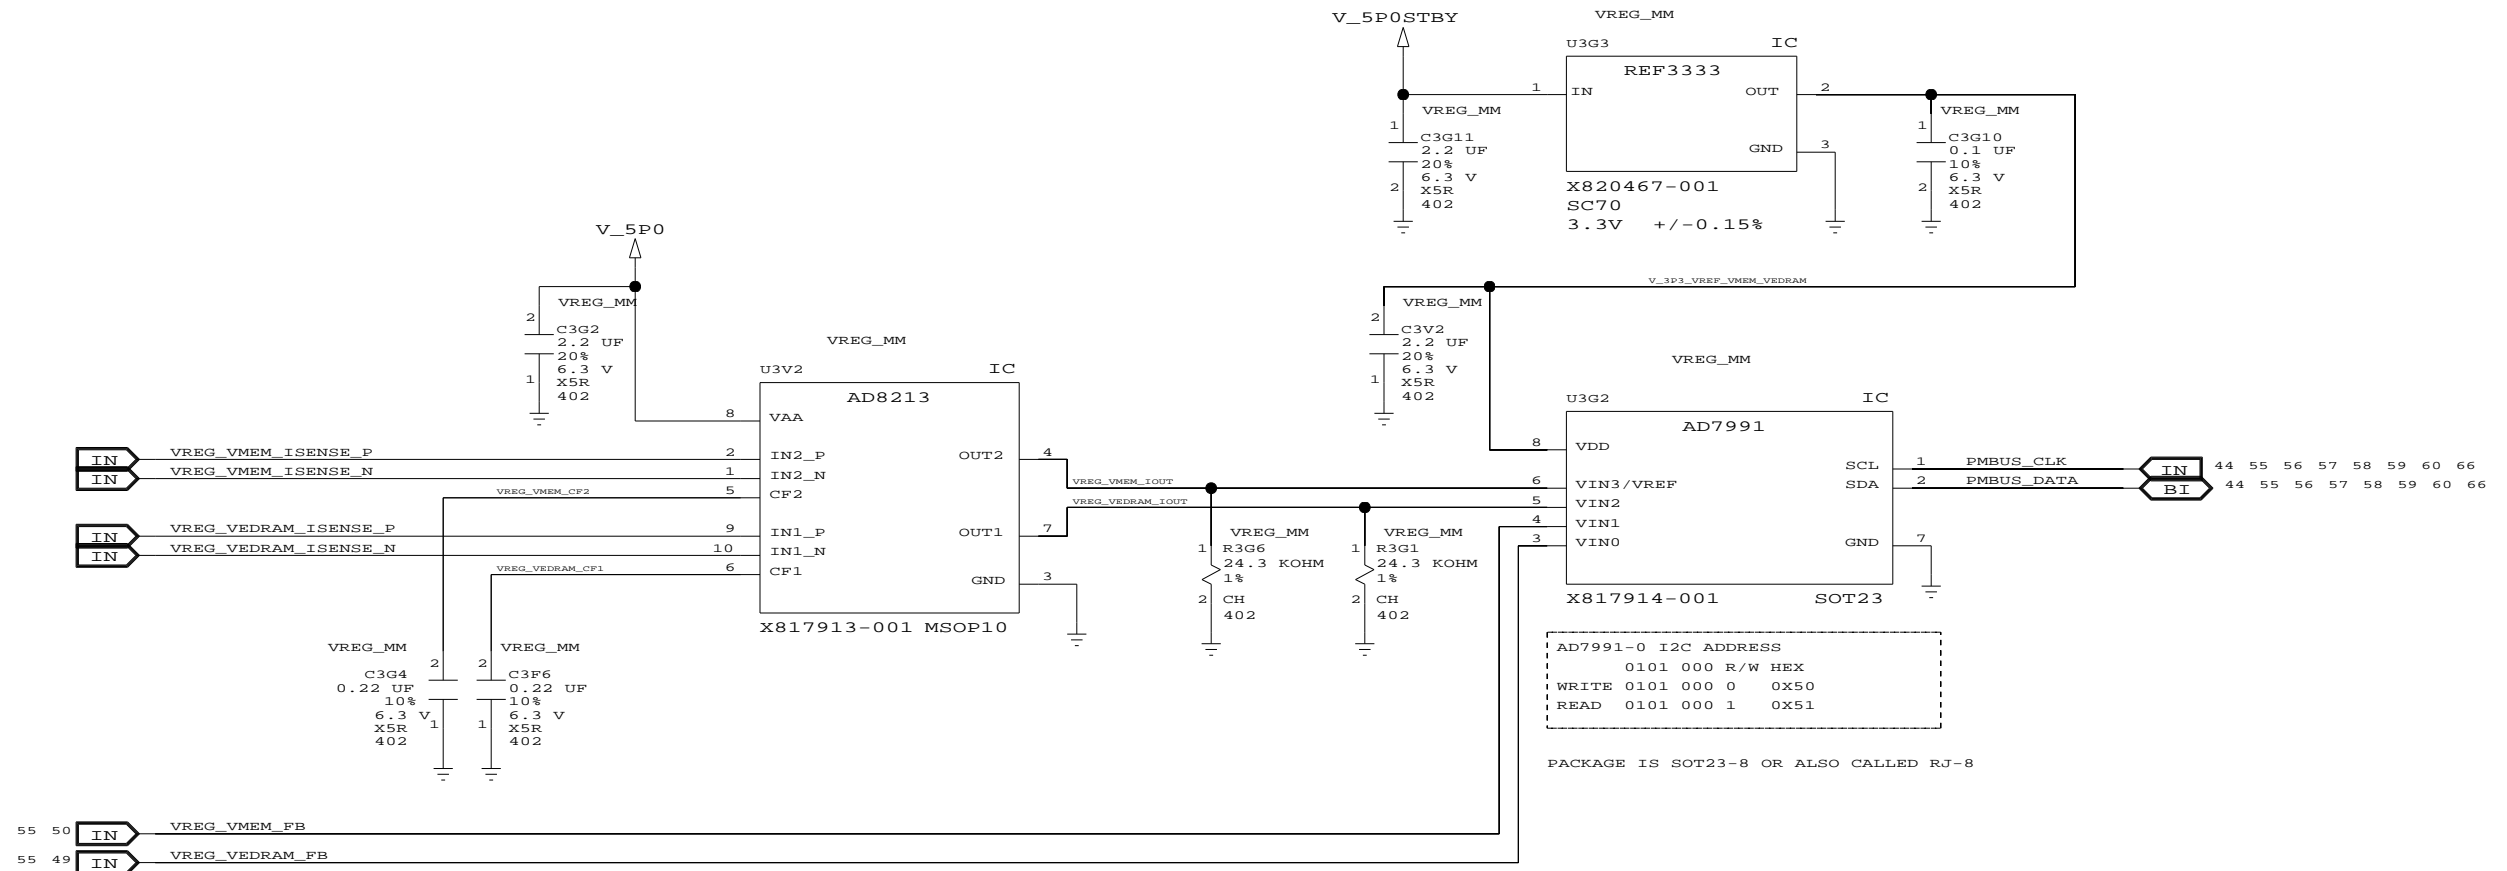 V_5P0STBY
VREG_MM
U3G3 IC
REF3333
1 IN OUT 2
GND 3
X820467-001
SC70
3.3V +/-0.15%
VREG_MM
1
C3G11
2.2 UF
20%
6.3 V
2
X5R
402
VREG_MM
1
C3G10
0.1 UF
10%
6.3 V
2
X5R
402
V_5P0
VREG_MM
2
C3G2
2.2 UF
20%
6.3 V
1
X5R
402
V_3P3_VREF_VMEM_VEDRAM
VREG_MM
2
C3V2
2.2 UF
20%
6.3 V
1
X5R
402
VREG_MM
U3V2 IC
AD8213
8 VAA
IN VREG_VMEM_ISENSE_P 2 IN2_P OUT2 4
IN VREG_VMEM_ISENSE_N 1 IN2_N
VREG_VMEM_CF2 5 CF2
IN VREG_VEDRAM_ISENSE_P 9 IN1_P OUT1 7
IN VREG_VEDRAM_ISENSE_N 10 IN1_N
VREG_VEDRAM_CF1 6 CF1
GND 3
X817913-001 MSOP10
VREG_VMEM_IOUT
VREG_VEDRAM_IOUT
VREG_MM
1 R3G6
24.3 KOHM
1%
2 CH
402
VREG_MM
1 R3G1
24.3 KOHM
1%
2 CH
402
VREG_MM
U3G2 IC
AD7991
8 VDD
SCL 1 PMBUS_CLK IN 44 55 56 57 58 59 60 66
6 VIN3/VREF SDA 2 PMBUS_DATA BI 44 55 56 57 58 59 60 66
5 VIN2
4 VIN1
3 VIN0 GND 7
X817914-001 SOT23
AD7991-0 I2C ADDRESS
0101 000 R/W HEX
WRITE 0101 000 0 0X50
READ 0101 000 1 0X51
PACKAGE IS SOT23-8 OR ALSO CALLED RJ-8
VREG_MM
2
C3G4
0.22 UF
10%
6.3 V
1
X5R
402
VREG_MM
2
C3F6
0.22 UF
10%
6.3 V
1
X5R
402
55 50 IN VREG_VMEM_FB
55 49 IN VREG_VEDRAM_FB